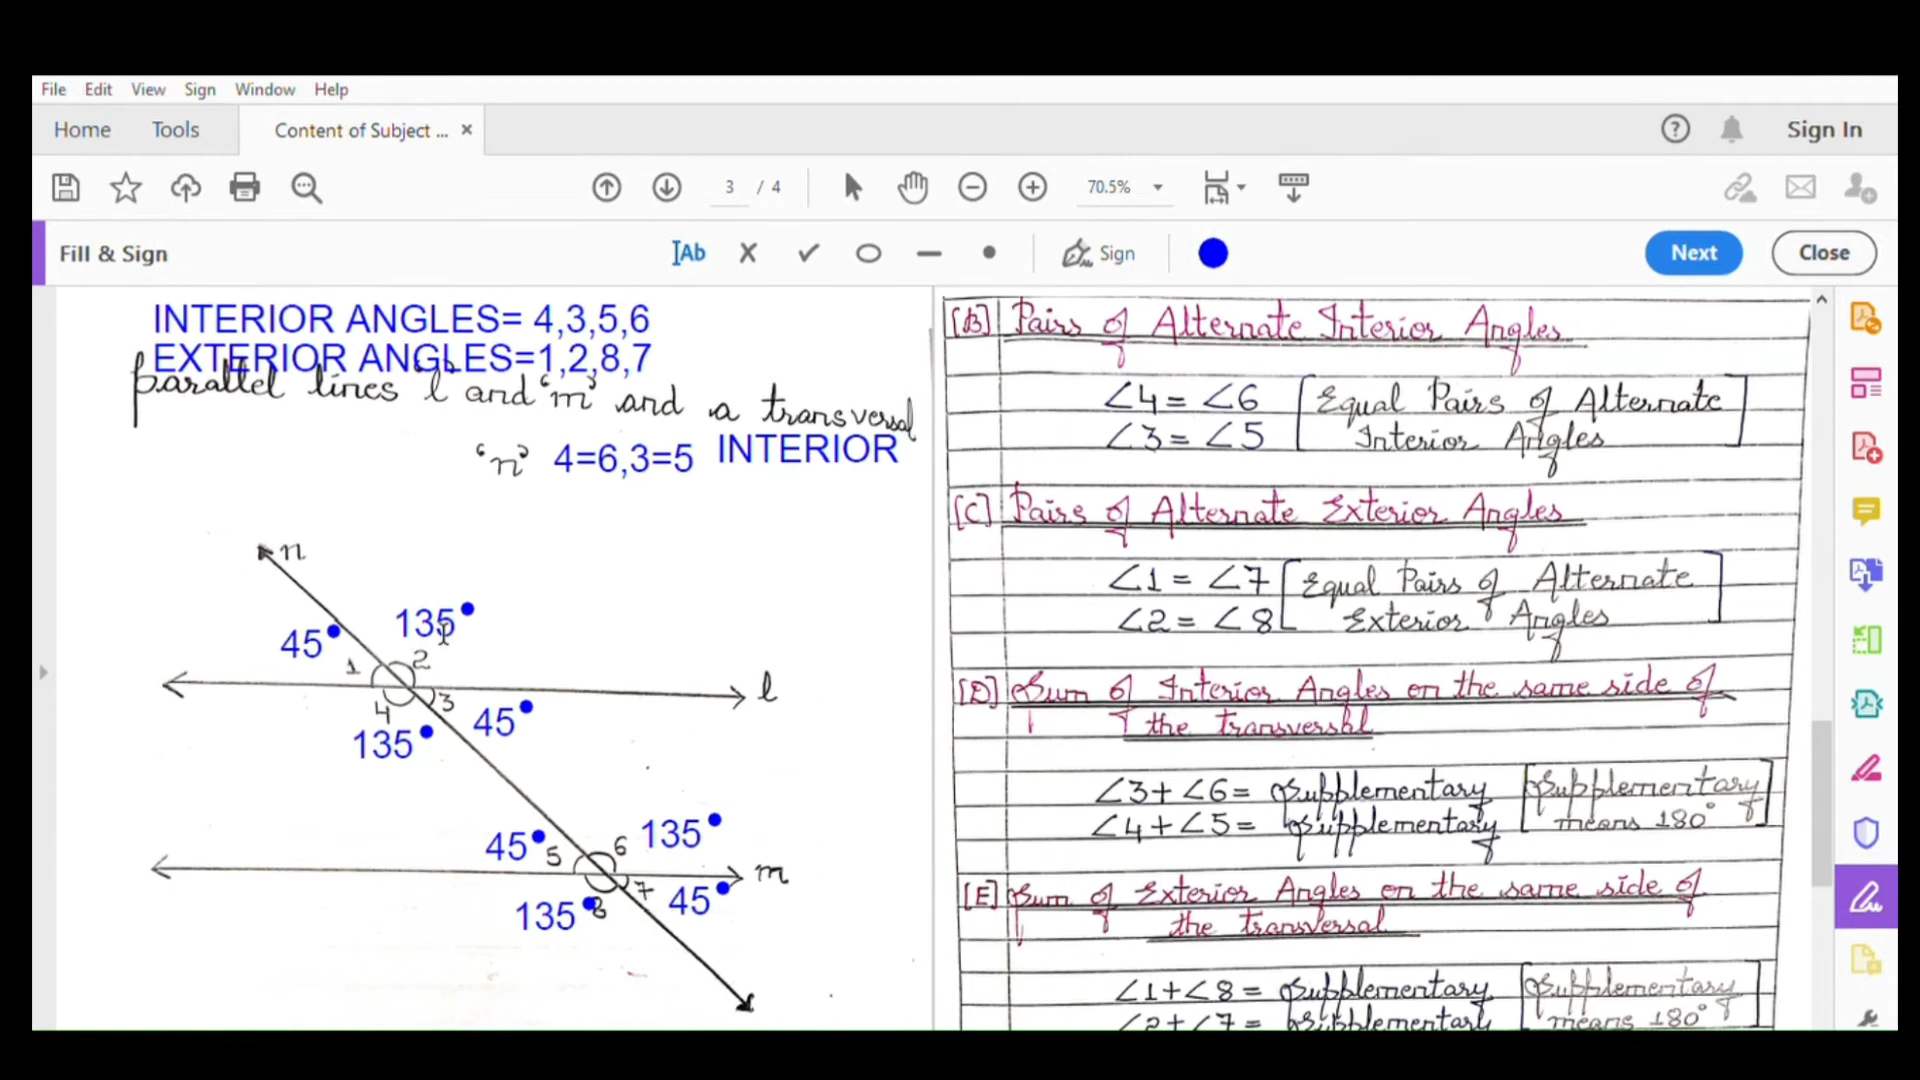 File Edit View Sign Window Help
Home Tools Content of Subject ... × Sign In
3 / 4 70.5%
Fill & Sign IAb Sign Next Close
INTERIOR ANGLES= 4,3,5,6
EXTERIOR ANGLES=1,2,8,7
parallel lines 'l' and 'm' and a transversal
'n' 4=6,3=5 INTERIOR
n
45° 135°
1 2
l
4 3
135° 45°
45° 5 6 135°
m
135° 8 7 45°
[B] Pairs of Alternate Interior Angles
∠4 = ∠6 [Equal Pairs of Alternate
∠3 = ∠5 Interior Angles]
[C] Pairs of Alternate Exterior Angles
∠1 = ∠7 [Equal Pairs of Alternate
∠2 = ∠8 Exterior Angles]
[D] Sum of Interior Angles on the same side of
the transversal
∠3+ ∠6 = Supplementary [Supplementary
∠4+ ∠5 = Supplementary means 180°]
[E] Sum of Exterior Angles on the same side of
the transversal
∠1+∠8 = Supplementary [Supplementary
∠2+∠7 = Supplementary means 180°]